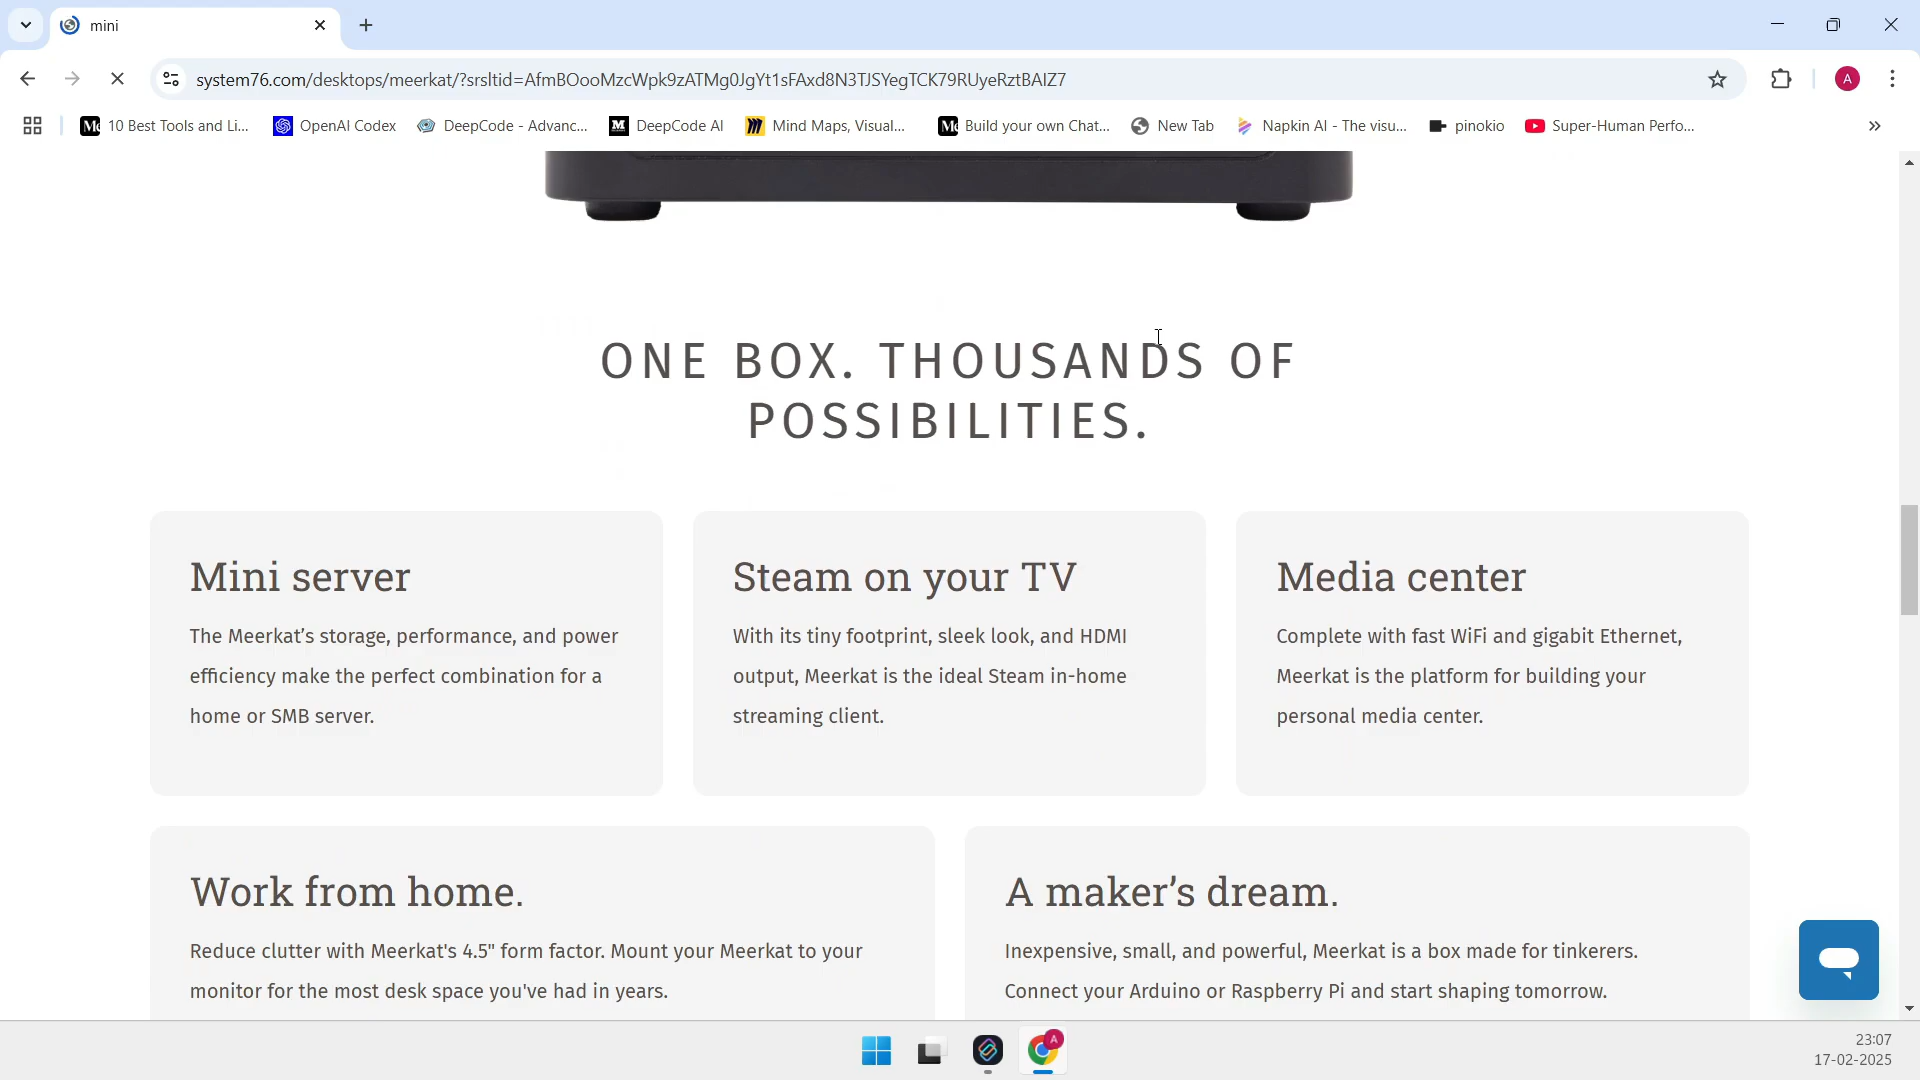 mini
system76.com/desktops/meerkat/?srsltid=AfmBOooMzcWpk9zATMg0JgYt1sFAxd8N3TJSYegTCK79RUyeRztBAIZ7
A
10 Best Tools and Li...
OpenAI Codex
DeepCode - Advanc...
DeepCode AI
Mind Maps, Visual...
Build your own Chat...
New Tab
Napkin AI - The visu...
pinokio
Super-Human Perfo...
ONE BOX. THOUSANDS OF
POSSIBILITIES.
Mini server
The Meerkat’s storage, performance, and power
efficiency make the perfect combination for a
home or SMB server.
Steam on your TV
With its tiny footprint, sleek look, and HDMI
output, Meerkat is the ideal Steam in-home
streaming client.
Media center
Complete with fast WiFi and gigabit Ethernet,
Meerkat is the platform for building your
personal media center.
Work from home.
Reduce clutter with Meerkat's 4.5" form factor. Mount your Meerkat to your
monitor for the most desk space you've had in years.
A maker’s dream.
Inexpensive, small, and powerful, Meerkat is a box made for tinkerers.
Connect your Arduino or Raspberry Pi and start shaping tomorrow.
A
23:07
17-02-2025